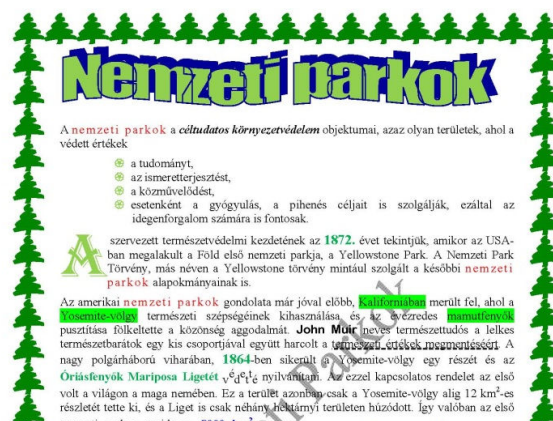 Nemzeti parkok
A nemzeti parkok a céltudatos környezetvédelem objektumai, azaz olyan területek, ahol a
védett értékek
a tudományt,
az ismeretterjesztést,
a közművelődést,
esetenként a gyógyulás, a pihenés céljait is szolgálják, ezáltal az
idegenforgalom számára is fontosak.
A szervezett természetvédelmi kezdetének az 1872. évet tekintjük, amikor az USA-
ban megalakult a Föld első nemzeti parkja, a Yellowstone Park. A Nemzeti Park
Törvény, más néven a Yellowstone törvény mintául szolgált a későbbi nemzeti
parkok alapokmányainak is.
Az amerikai nemzeti parkok gondolata már jóval előbb, Kaliforniában merült fel, ahol a
Yosemite-völgy természeti szépségeinek kihasználása és az évezredes mamutfenyők
pusztítása fölkeltette a közönség aggodalmát. John Muir neves természettudós a lelkes
természetbarátok egy kis csoportjával együtt harcolt a természeti értékek megmentéséért. A
nagy polgárháború viharában, 1864-ben sikerült a Yosemite-völgy egy részét és az
Óriásfenyők Mariposa Ligetét védetté nyilvánítani. Az ezzel kapcsolatos rendelet az első
volt a világon a maga nemében. Ez a terület azonban csak a Yosemite-völgy alig 12 km²-es
részletét tette ki, és a Liget is csak néhány hektárnyi területen húzódott. Így valóban az első